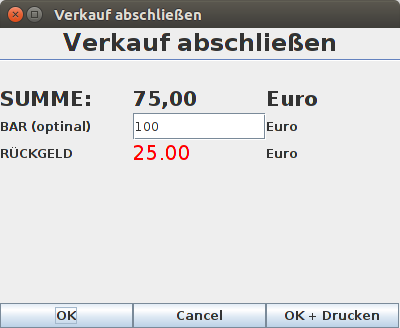 Verkauf abschließen
Verkauf abschließen
SUMME: 75,00 Euro
BAR (optinal) 100 Euro
RÜCKGELD 25.00 Euro
OK Cancel OK + Drucken